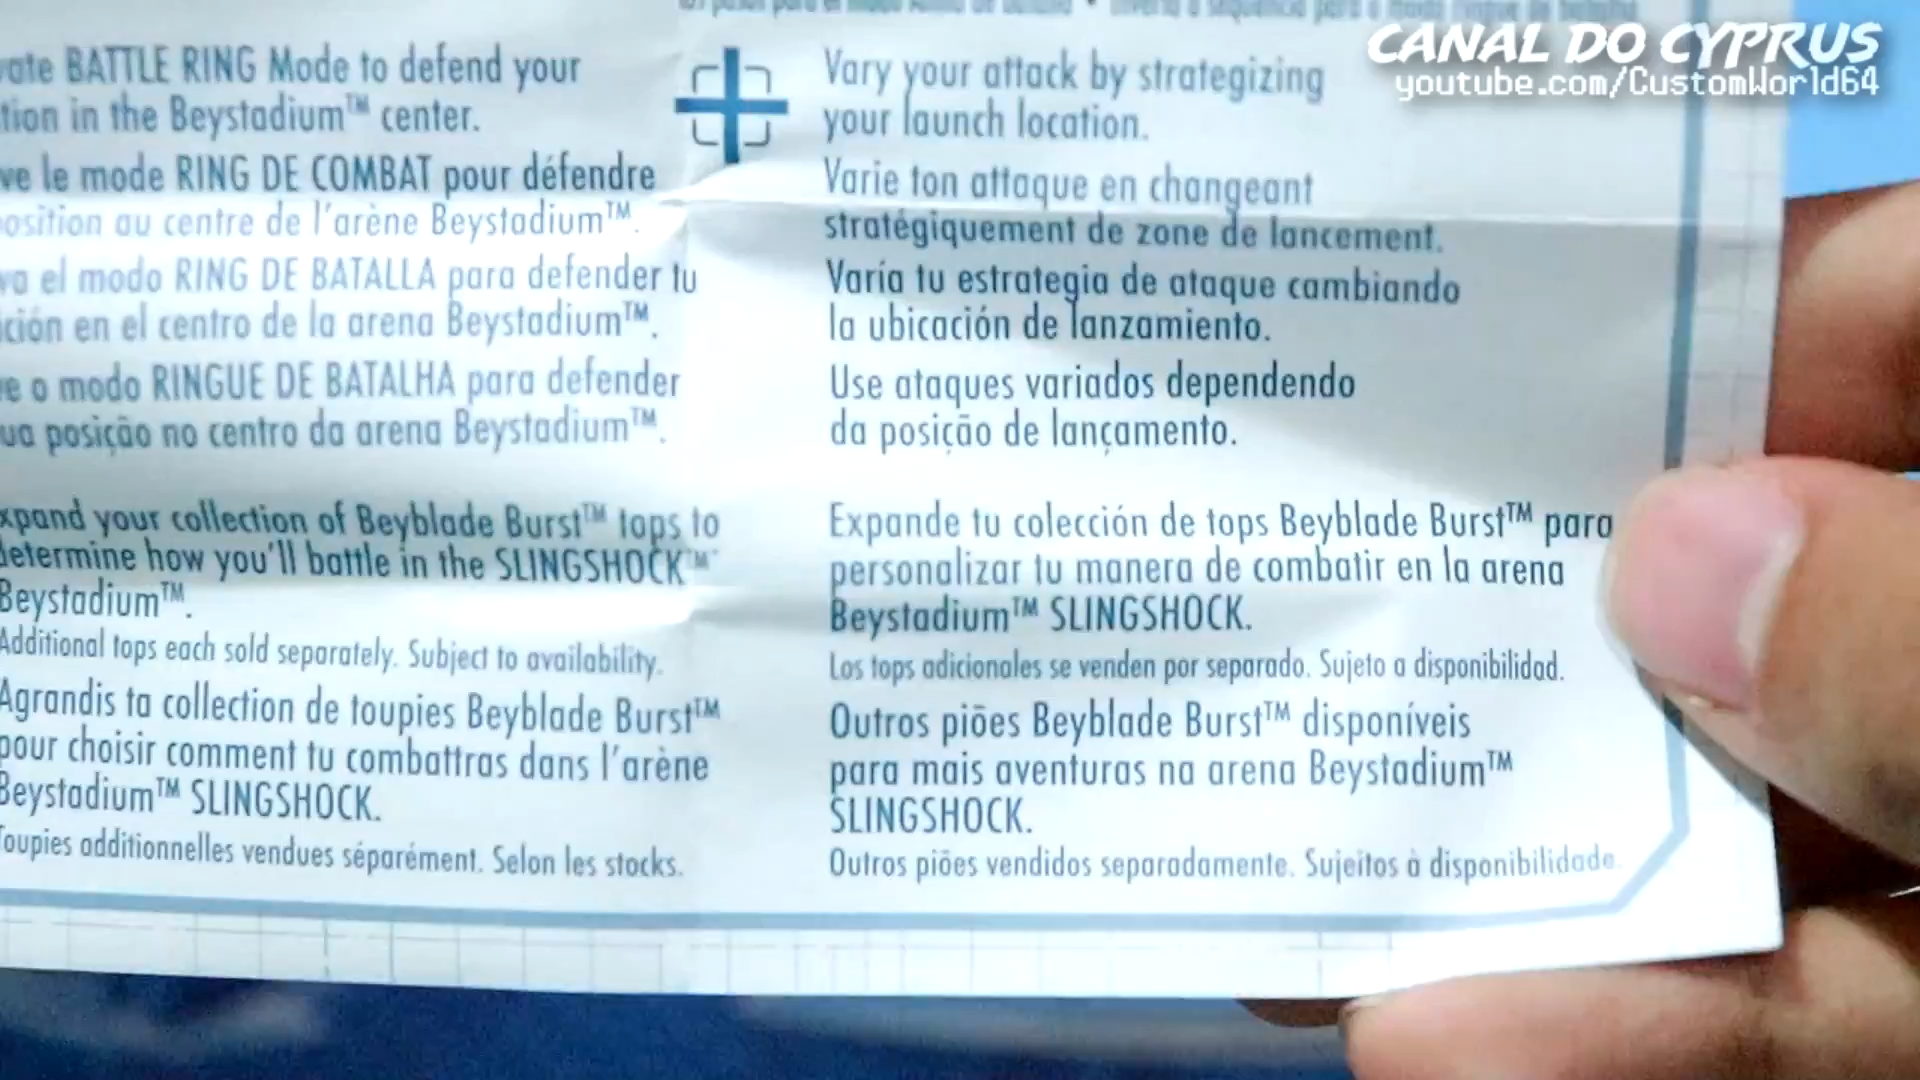 CANAL DO CYPRUS
youtube.com/CustomWorld64
BATTLE RING Mode to defend your
in the Beystadium™ center.
le mode RING DE COMBAT pour défendre
au centre de l'arène Beystadium™.
el modo RING DE BATALLA para defender tu
en el centro de la arena Beystadium™.
o modo RINGUE DE BATALHA para defender
posição no centro da arena Beystadium™.
Vary your attack by strategizing
your launch location.
Varie ton attaque en changeant
stratégiquement de zone de lancement.
Varía tu estrategia de ataque cambiando
la ubicación de lanzamiento.
Use ataques variados dependendo
da posição de lançamento.
xpand your collection of Beyblade Burst™ tops to
determine how you'll battle in the SLINGSHOCK™
Beystadium™.
Additional tops each sold separately. Subject to availability.
Agrandis ta collection de toupies Beyblade Burst™
pour choisir comment tu combattras dans l'arène
Beystadium™ SLINGSHOCK.
Toupies additionnelles vendues séparément. Selon les stocks.
Expande tu colección de tops Beyblade Burst™ para
personalizar tu manera de combatir en la arena
Beystadium™ SLINGSHOCK.
Los tops adicionales se venden por separado. Sujeto a disponibilidad.
Outros piões Beyblade Burst™ disponíveis
para mais aventuras na arena Beystadium™
SLINGSHOCK.
Outros piões vendidos separadamente. Sujeitos à disponibilidade.